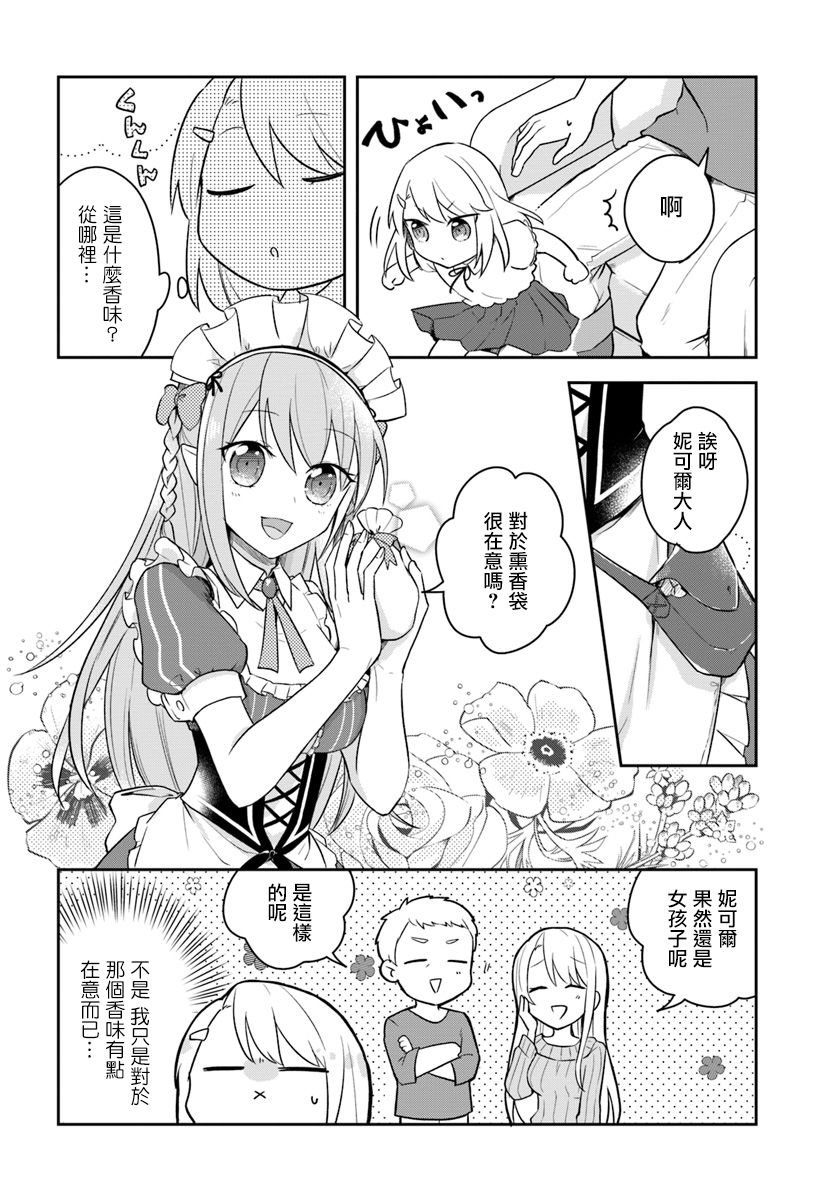 ひょいっ
啊
くんくん
這是什麼香味？
從哪裡…
誒呀
妮可爾大人
對於熏香袋
很在意嗎？
妮可爾
果然還是
女孩子呢
是這樣
的呢
不是 我只是對於
那個香味有點
在意而已…